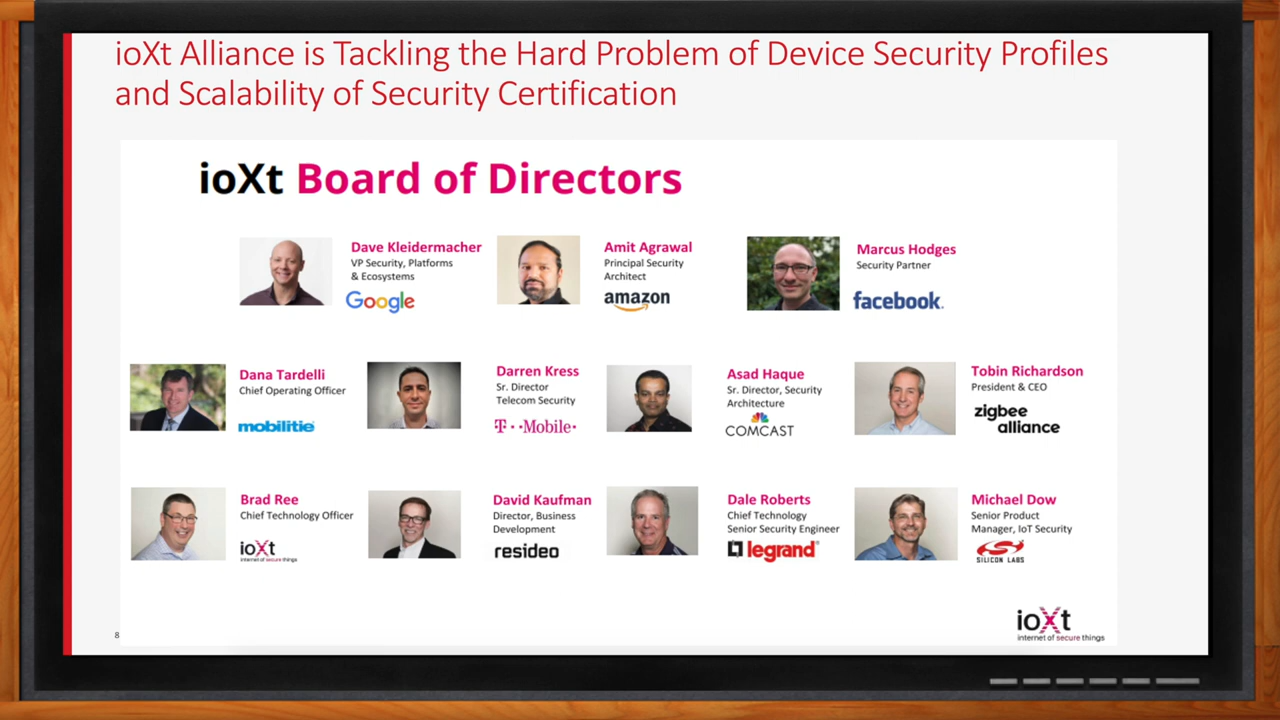 ioXt Alliance is Tackling the Hard Problem of Device Security Profiles
and Scalability of Security Certification
ioXt Board of Directors
Dave Kleidermacher
VP Security, Platforms
& Ecosystems
Google
Amit Agrawal
Principal Security
Architect
amazon
Marcus Hodges
Security Partner
facebook.
Dana Tardelli
Chief Operating Officer
mobilitie
Darren Kress
Sr. Director
Telecom Security
T··Mobile·
Asad Haque
Sr. Director, Security
Architecture
COMCAST
Tobin Richardson
President & CEO
zigbee
alliance
Brad Ree
Chief Technology Officer
ioXt
internet of secure things
David Kaufman
Director, Business
Development
resideo
Dale Roberts
Chief Technology
Senior Security Engineer
legrand®
Michael Dow
Senior Product
Manager, IoT Security
SILICON LABS
8
ioXt
internet of secure things